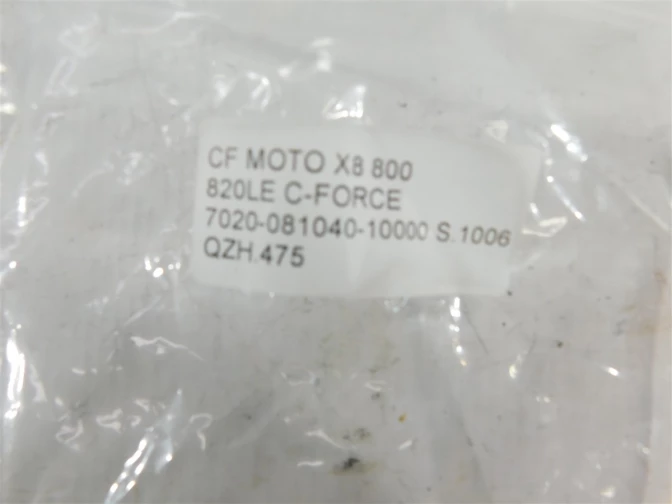 CF MOTO X8 800
820LE C-FORCE
7020-081040-10000 S.1006
QZH.475